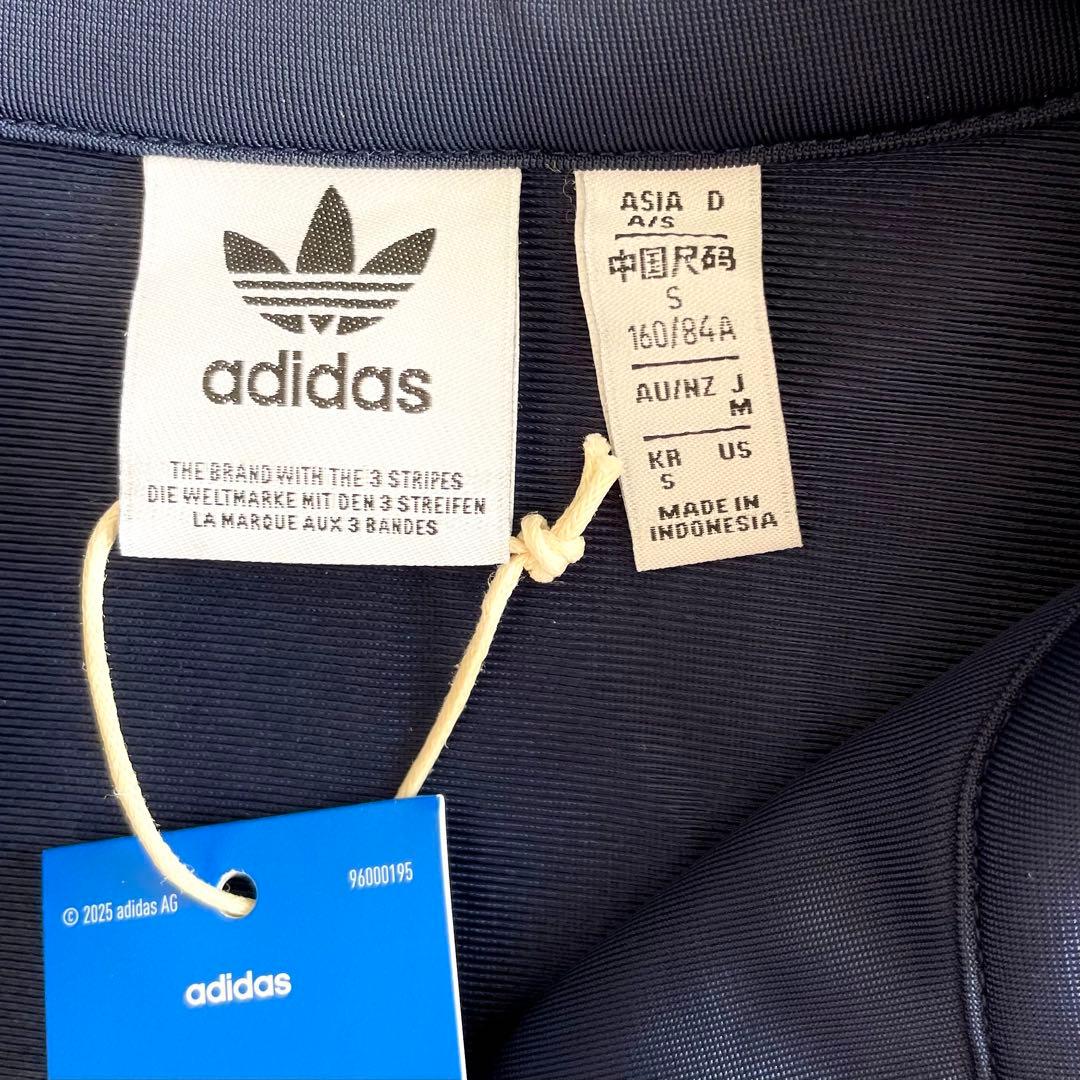 adidas
THE BRAND WITH THE 3 STRIPES
DIE WELTMARKE MIT DEN 3 STREIFEN
LA MARQUE AUX 3 BANDES
ASIA D
A/S
中国尺码
S
160/84A
AU/NZ J
M
KR US
S
MADE IN
INDONESIA
© 2025 adidas AG
96000195
adidas